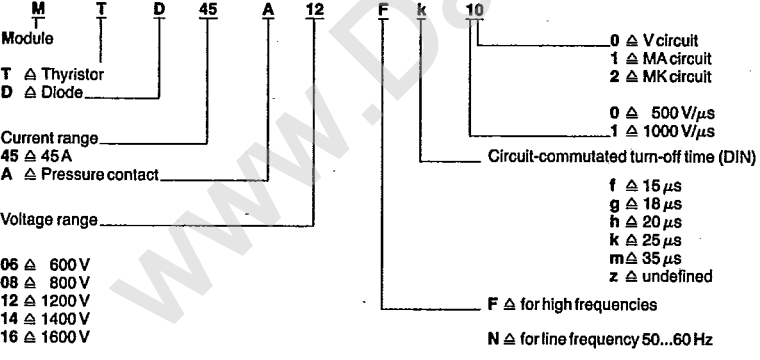 M T D 45 A 12 F k 10
Module
T ≙ Thyristor
D ≙ Diode
Current range
45 ≙ 45 A
A ≙ Pressure contact
Voltage range
06 ≙ 600 V
08 ≙ 800 V
12 ≙ 1200 V
14 ≙ 1400 V
16 ≙ 1600 V
0 ≙ V circuit
1 ≙ MA circuit
2 ≙ MK circuit
0 ≙ 500 V/μs
1 ≙ 1000 V/μs
Circuit-commutated turn-off time (DIN)
f ≙ 15 μs
g ≙ 18 μs
h ≙ 20 μs
k ≙ 25 μs
m ≙ 35 μs
z ≙ undefined
F ≙ for high frequencies
N ≙ for line frequency 50...60 Hz